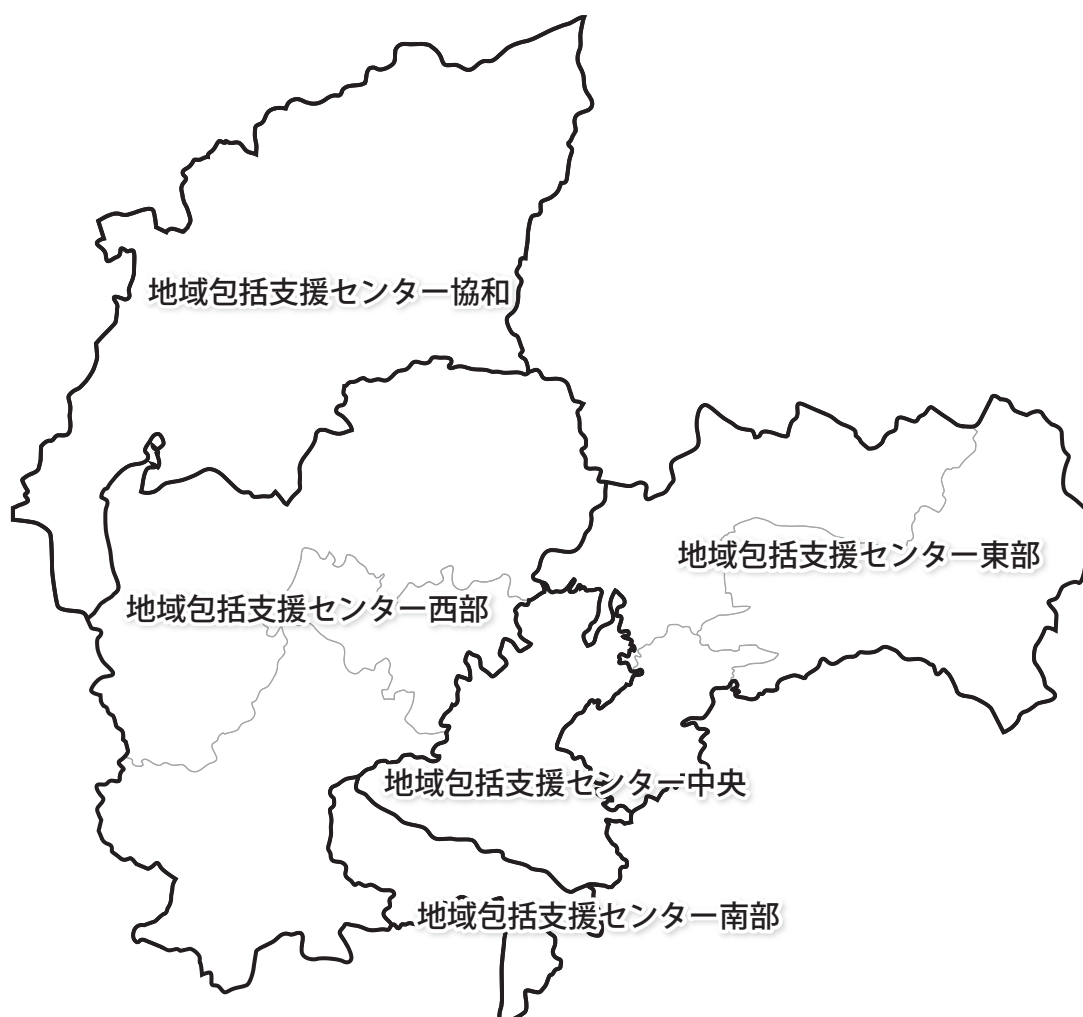 地域包括支援センター協和
地域包括支援センター東部
地域包括支援センター西部
地域包括支援センター中央
地域包括支援センター南部